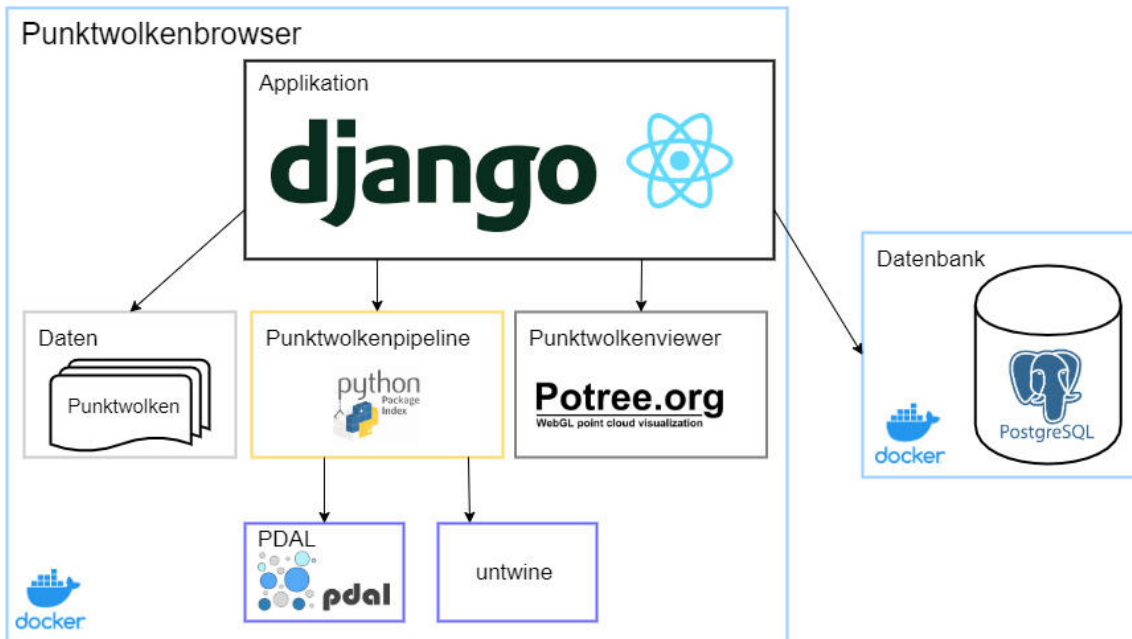 Punktwolkenbrowser
Applikation
django
Datenbank
Daten
Punktwolkenpipeline
Punktwolkenviewer
Punktwolken
python
Package
Index
Potree.org
WebGL point cloud visualization
PostgreSQL
docker
PDAL
pdal
untwine
docker